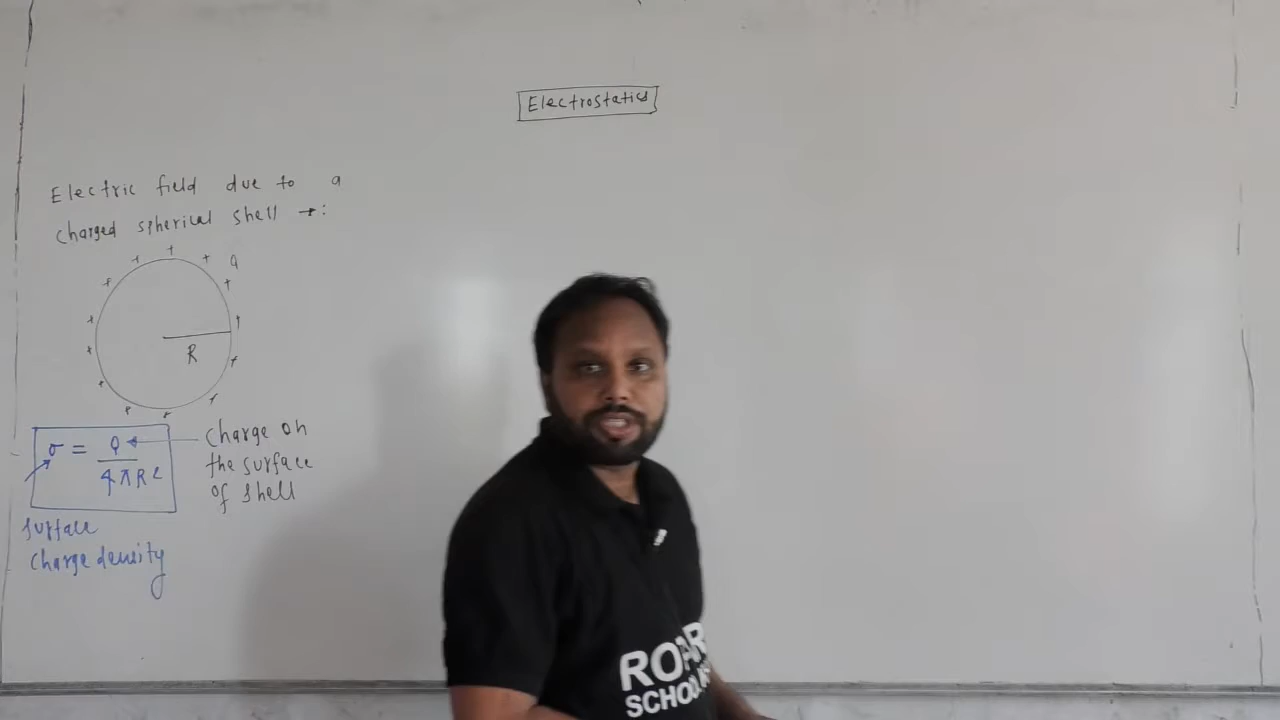 Electrostatics
Electric field due to a
charged spherical shell →:
q
R
σ = Q / 4πR²
charge on
the surface
of shell
surface
charge density
SCHOOL